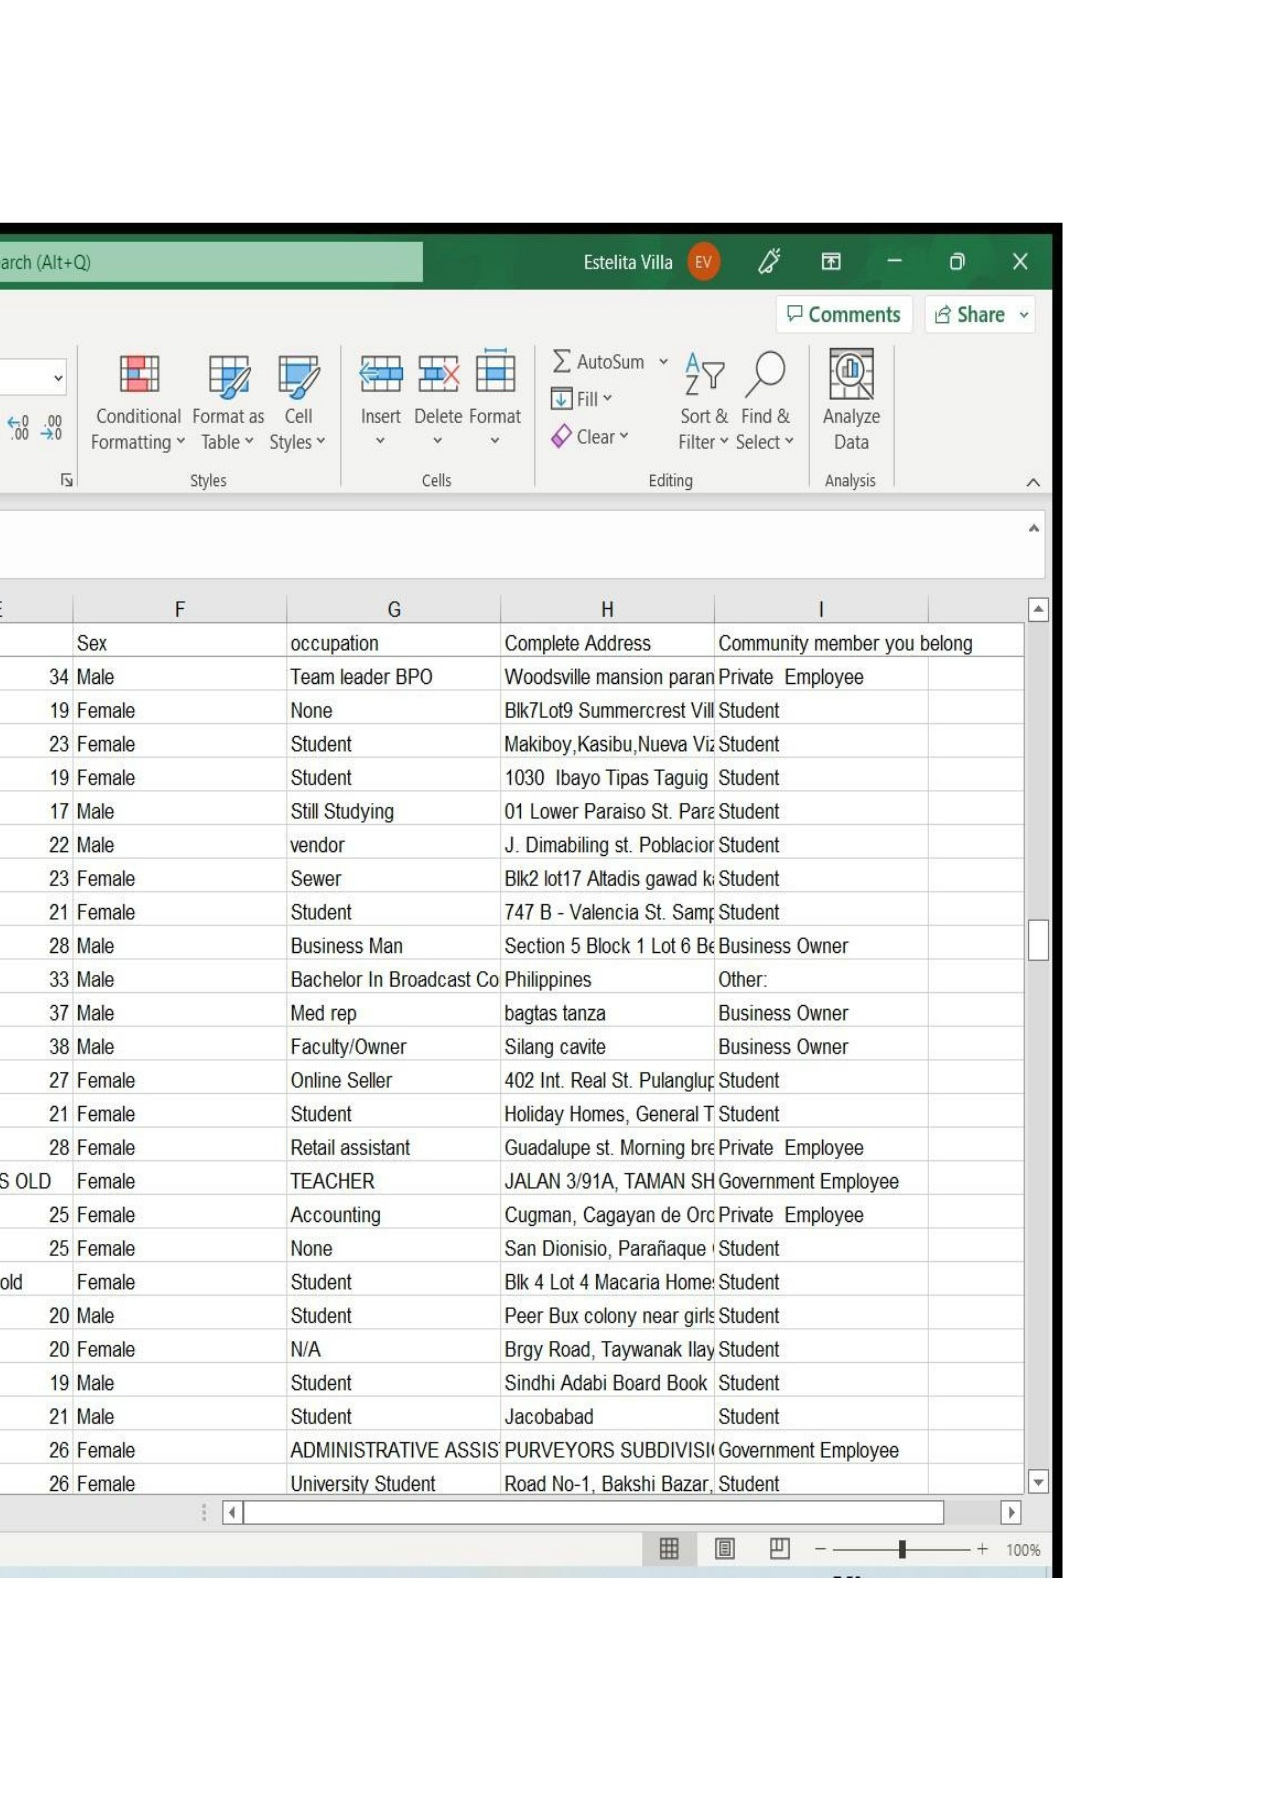 arch (Alt+Q) Estelita Villa EV
Comments Share
AutoSum
Fill
Clear
Conditional Formatting
Format as Table
Cell Styles
Insert Delete Format
Sort & Filter
Find & Select
Analyze Data
Styles Cells Editing Analysis
F G H I
Sex occupation Complete Address Community member you belong
34 Male Team leader BPO Woodsville mansion paran Private  Employee
19 Female None Blk7Lot9 Summercrest Vill Student
23 Female Student Makiboy,Kasibu,Nueva Viz Student
19 Female Student 1030  Ibayo Tipas Taguig Student
17 Male Still Studying 01 Lower Paraiso St. Para Student
22 Male vendor J. Dimabiling st. Poblacion Student
23 Female Sewer Blk2 lot17 Altadis gawad ka Student
21 Female Student 747 B - Valencia St. Samp Student
28 Male Business Man Section 5 Block 1 Lot 6 Be Business Owner
33 Male Bachelor In Broadcast Co Philippines Other:
37 Male Med rep bagtas tanza Business Owner
38 Male Faculty/Owner Silang cavite Business Owner
27 Female Online Seller 402 Int. Real St. Pulanglup Student
21 Female Student Holiday Homes, General T Student
28 Female Retail assistant Guadalupe st. Morning bre Private  Employee
S OLD Female TEACHER JALAN 3/91A, TAMAN SH Government Employee
25 Female Accounting Cugman, Cagayan de Oro Private  Employee
25 Female None San Dionisio, Parañaque Student
old Female Student Blk 4 Lot 4 Macaria Homes Student
20 Male Student Peer Bux colony near girls Student
20 Female N/A Brgy Road, Taywanak Ilay Student
19 Male Student Sindhi Adabi Board Book Student
21 Male Student Jacobabad Student
26 Female ADMINISTRATIVE ASSIS PURVEYORS SUBDIVISI Government Employee
26 Female University Student Road No-1, Bakshi Bazar, Student
100%